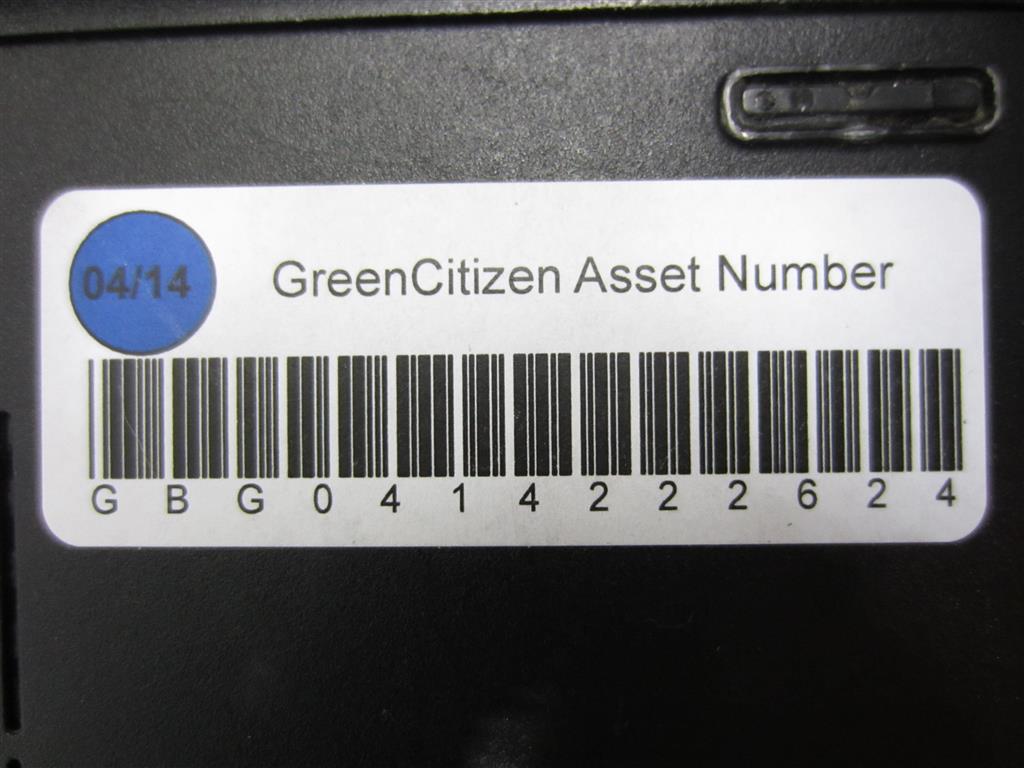 04/14
GreenCitizen Asset Number
G B G 0 4 1 4 2 2 2 6 2 4